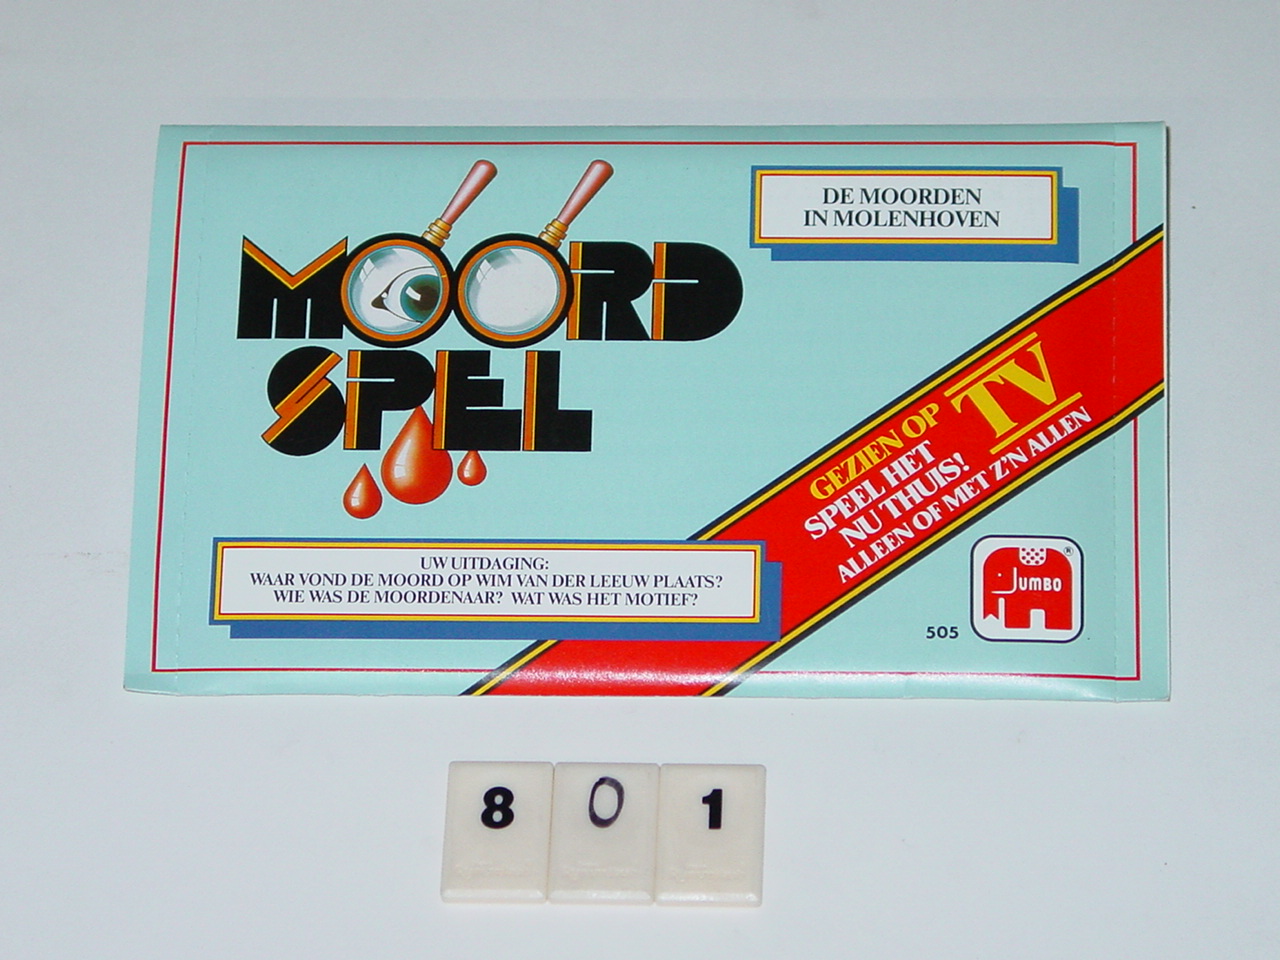 MOORD
SPEL
DE MOORDEN
IN MOLENHOVEN
GEZIEN OP TV
SPEEL HET
NU THUIS!
ALLEEN OF MET Z'N ALLEN
UW UITDAGING:
WAAR VOND DE MOORD OP WIM VAN DER LEEUW PLAATS?
WIE WAS DE MOORDENAAR? WAT WAS HET MOTIEF?
505
JUMBO ®
8 0 1